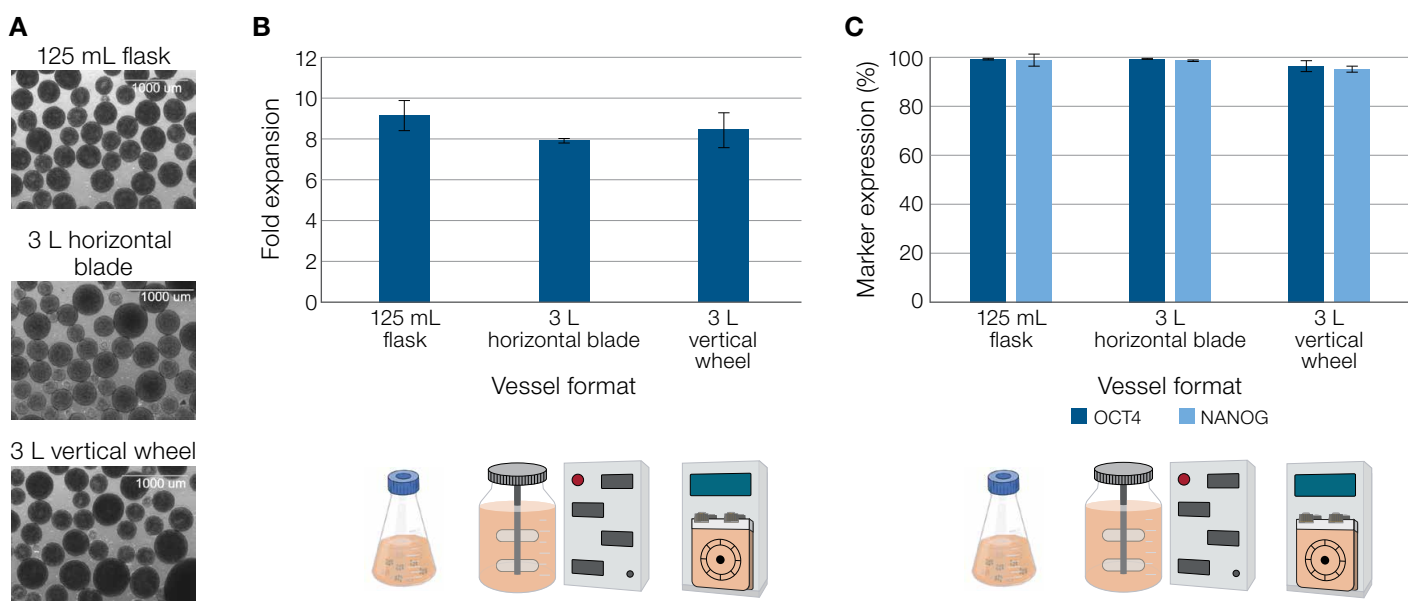 A
125 mL flask
1000 um
3 L horizontal
blade
1000 um
3 L vertical wheel
1000 um
B
Fold expansion
12
10
8
6
4
2
0
125 mL
flask
3 L
horizontal blade
3 L
vertical
wheel
Vessel format
C
Marker expression (%)
100
80
60
40
20
0
125 mL
flask
3 L
horizontal blade
3 L
vertical
wheel
Vessel format
OCT4
NANOG